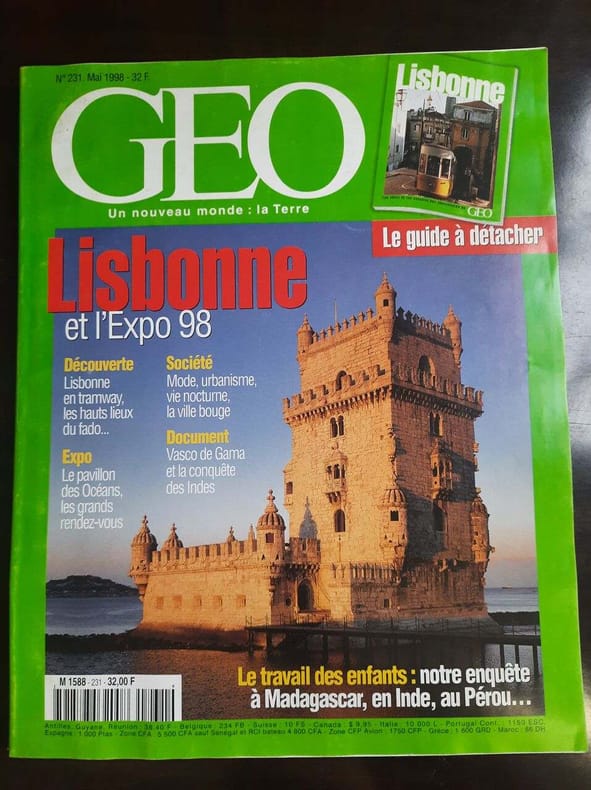 N° 231. Mai 1998 - 32 F.
GEO
Un nouveau monde : la Terre
Lisbonne
GEO
Le guide à détacher
Lisbonne
et l'Expo 98
Découverte
Lisbonne
en tramway,
les hauts lieux
du fado...
Expo
Le pavillon
des Océans,
les grands
rendez-vous
Société
Mode, urbanisme,
vie nocturne,
la ville bouge
Document
Vasco de Gama
et la conquête
des Indes
Le travail des enfants : notre enquête
à Madagascar, en Inde, au Pérou...
M 1588 - 231 - 32,00 F
Antilles, Guyane, Réunion : 38,40 F - Belgique : 234 FB - Suisse : 10 FS - Canada : $ 9,95 - Italie : 10 000 L - Portugal Cont. : 1150 ESC.
Espagne : 1 000 Ptas - Zone CFA : 5 500 CFA sauf Sénégal et RCI bateau 4 800 CFA - Zone CFP Avion : 1750 CFP - Grèce : 1 600 GRD - Maroc : 66 DH